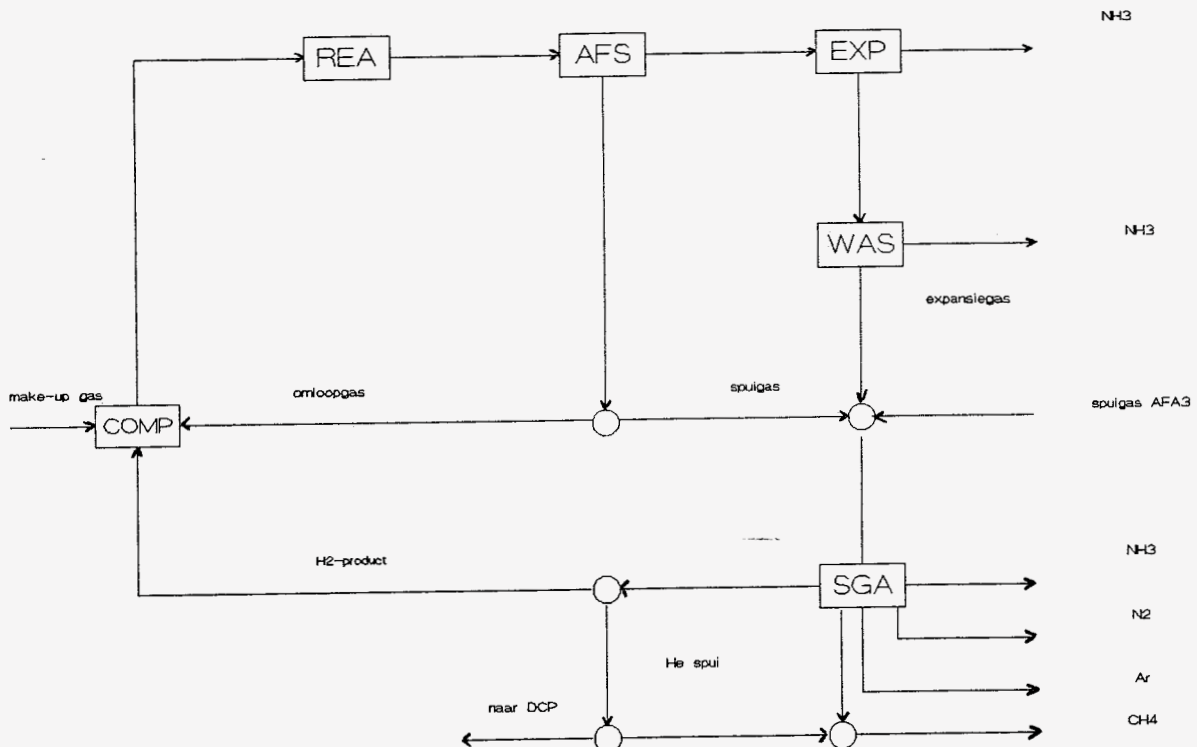 NH3
REA
AFS
EXP
WAS
NH3
expansiegas
make-up gas
omloopgas
spuigas
spuigas AFA3
COMP
H2-product
NH3
SGA
N2
He spui
Ar
naar DCP
CH4